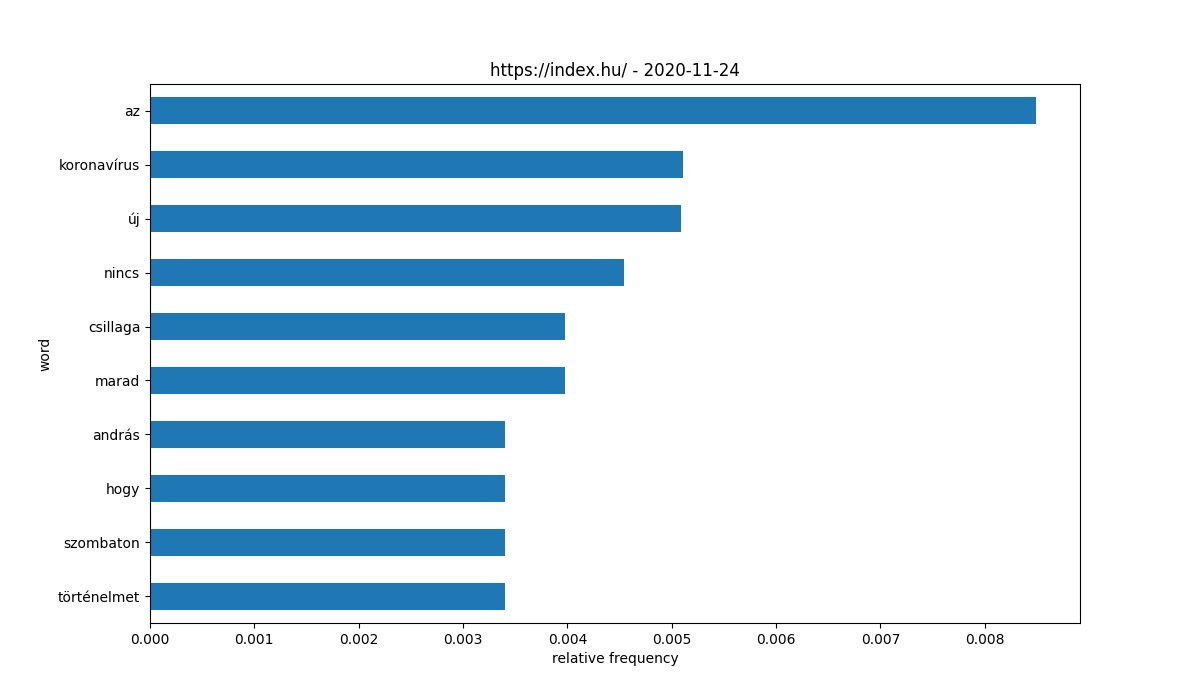 https://index.hu/ - 2020-11-24
az
koronavírus
új
nincs
csillaga
marad
andrás
hogy
szombaton
történelmet
word
0.000 0.001 0.002 0.003 0.004 0.005 0.006 0.007 0.008
relative frequency